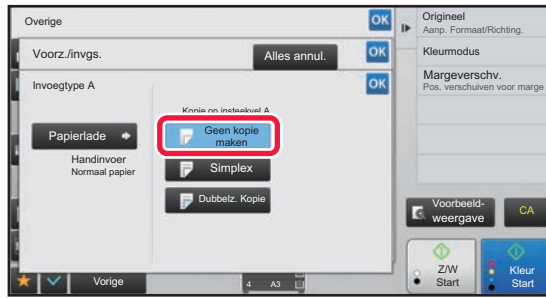 Overige
OK
Voorz./invgs.
Alles annul.
OK
Invoegtype A
OK
Kopie op insteekvel A
Papierlade
Handinvoer
Normaal papier
Geen kopie
maken
Simplex
Dubbelz. Kopie
Vorige
4 A3
Origineel
Aanp. Formaat/Richting.
Kleurmodus
Margeverschv.
Pos. verschuiven voor marge
Voorbeeld-
weergave
CA
Z/W
Start
Kleur
Start